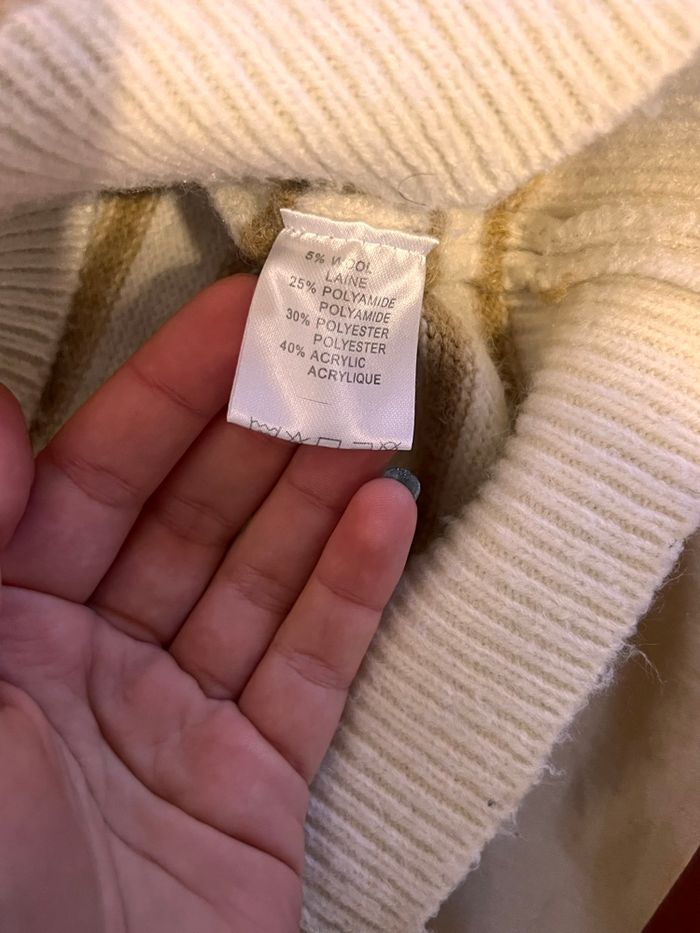 5% WOOL
LAINE
25% POLYAMIDE
POLYAMIDE
30% POLYESTER
POLYESTER
40% ACRYLIC
ACRYLIQUE